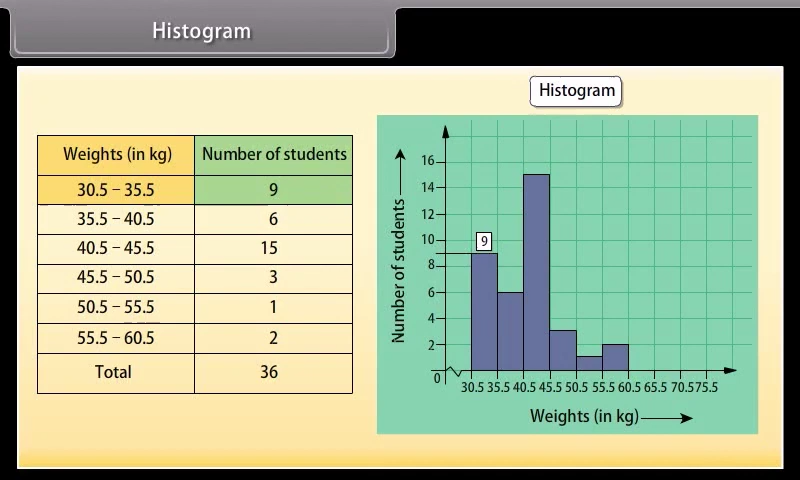 Histogram
Weights (in kg) Number of students
30.5 – 35.5 9
35.5 – 40.5 6
40.5 – 45.5 15
45.5 – 50.5 3
50.5 – 55.5 1
55.5 – 60.5 2
Total 36
Histogram
Number of students
16
14
12
10
8
6
4
2
0
9
30.5 35.5 40.5 45.5 50.5 55.5 60.5 65.5 70.5 75.5
Weights (in kg)